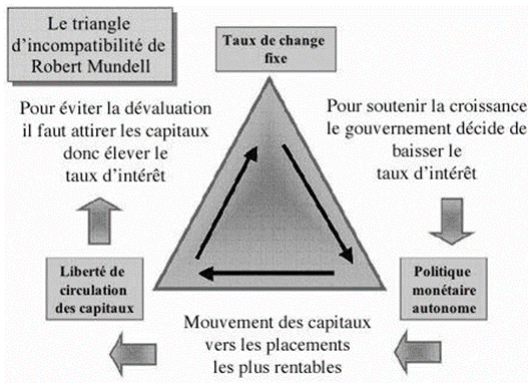 Le triangle
d'incompatibilité de
Robert Mundell
Taux de change
fixe
Pour éviter la dévaluation
il faut attirer les capitaux
donc élever le
taux d'intérêt
Pour soutenir la croissance
le gouvernement décide de
baisser le
taux d'intérêt
Liberté de
circulation
des capitaux
Politique
monétaire
autonome
Mouvement des capitaux
vers les placements
les plus rentables